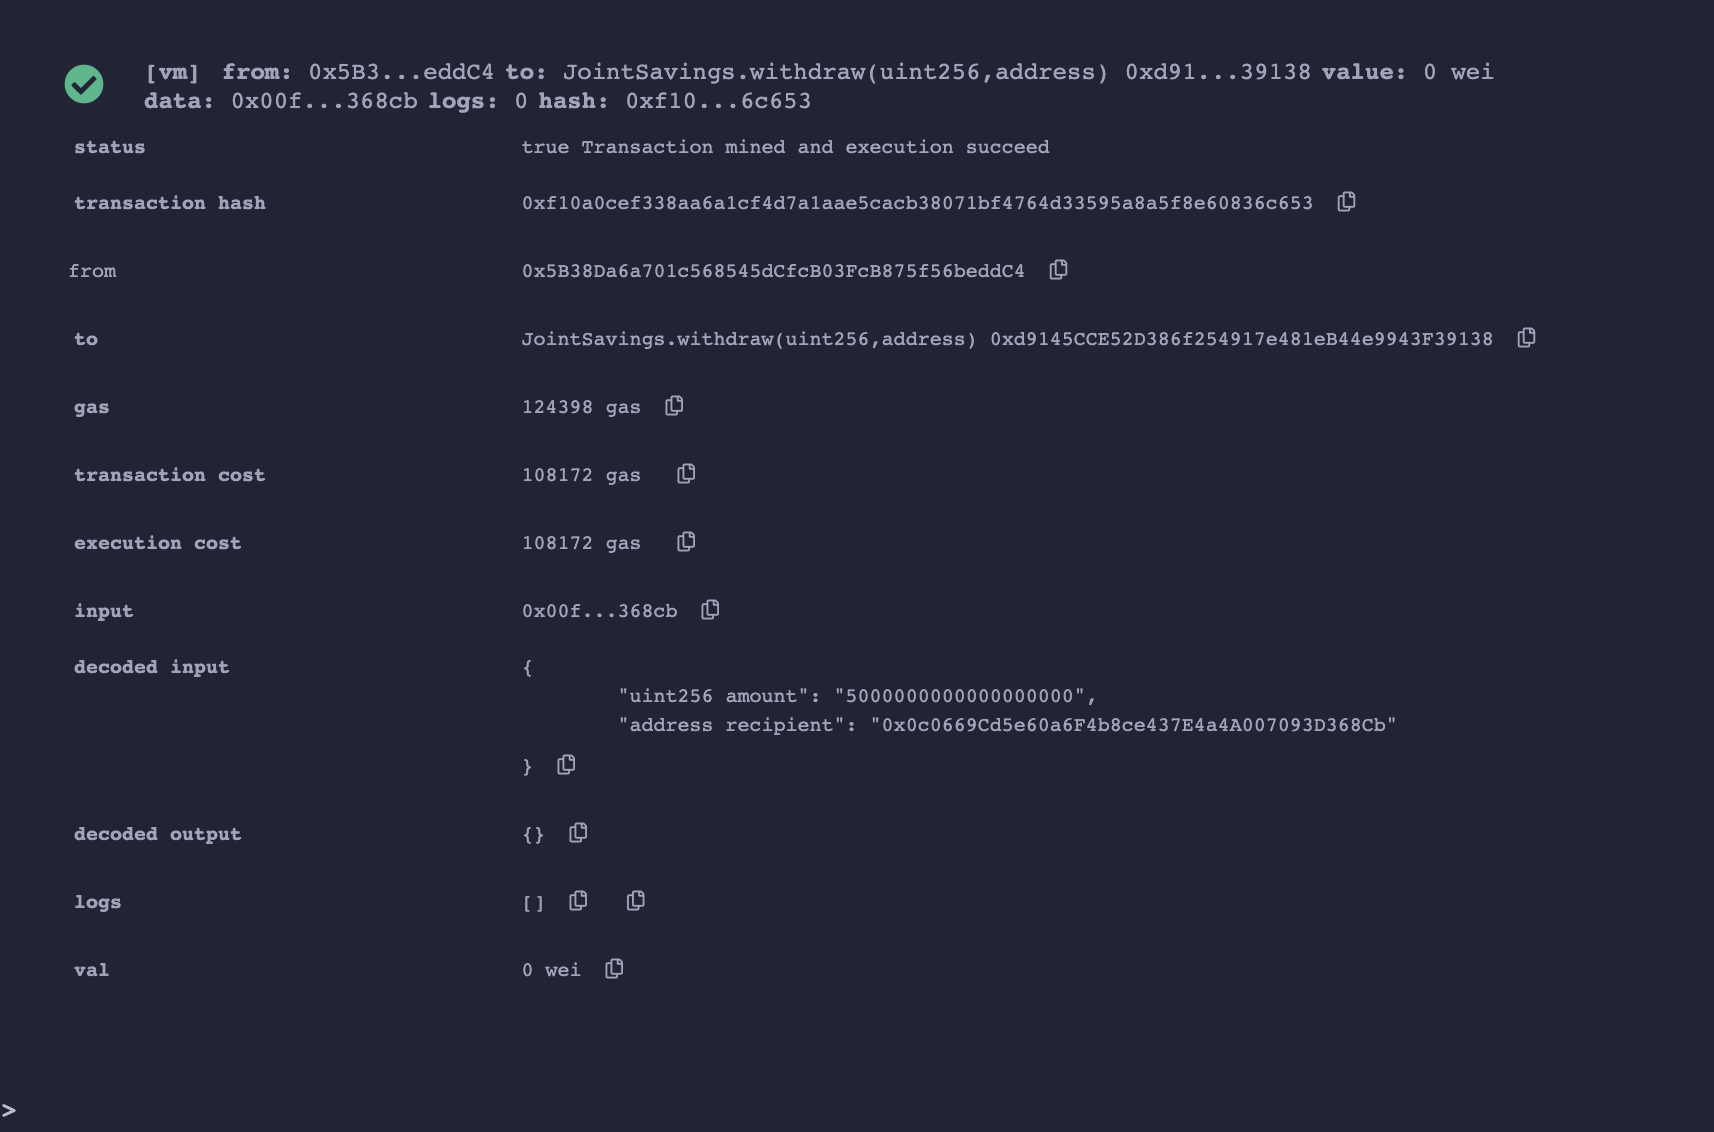 [vm] from: 0x5B3...eddC4 to: JointSavings.withdraw(uint256,address) 0xd91...39138 value: 0 wei
data: 0x00f...368cb logs: 0 hash: 0xf10...6c653
status true Transaction mined and execution succeed
transaction hash 0xf10a0cef338aa6a1cf4d7a1aae5cacb38071bf4764d33595a8a5f8e60836c653
from 0x5B38Da6a701c568545dCfcB03FcB875f56beddC4
to JointSavings.withdraw(uint256,address) 0xd9145CCE52D386f254917e481eB44e9943F39138
gas 124398 gas
transaction cost 108172 gas
execution cost 108172 gas
input 0x00f...368cb
decoded input {
"uint256 amount": "5000000000000000000",
"address recipient": "0x0c0669Cd5e60a6F4b8ce437E4a4A007093D368Cb"
}
decoded output {}
logs []
val 0 wei
>